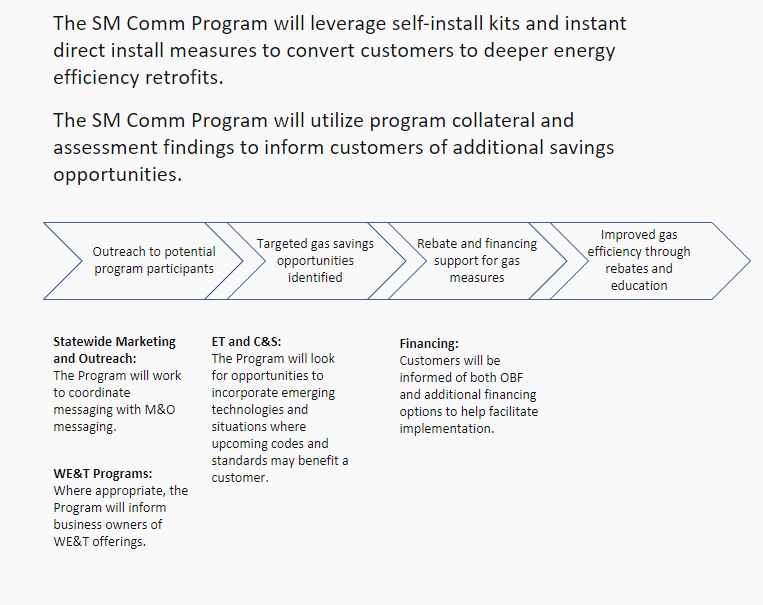 The SM Comm Program will leverage self-install kits and instant
direct install measures to convert customers to deeper energy
efficiency retrofits.
The SM Comm Program will utilize program collateral and
assessment findings to inform customers of additional savings
opportunities.
Outreach to potential
program participants
Targeted gas savings
opportunities
identified
Rebate and financing
support for gas
measures
Improved gas
efficiency through
rebates and
education
Statewide Marketing
and Outreach:
The Program will work
to coordinate
messaging with M&O
messaging.
WE&T Programs:
Where appropriate, the
Program will inform
business owners of
WE&T offerings.
ET and C&S:
The Program will look
for opportunities to
incorporate emerging
technologies and
situations where
upcoming codes and
standards may benefit a
customer.
Financing:
Customers will be
informed of both OBF
and additional financing
options to help facilitate
implementation.